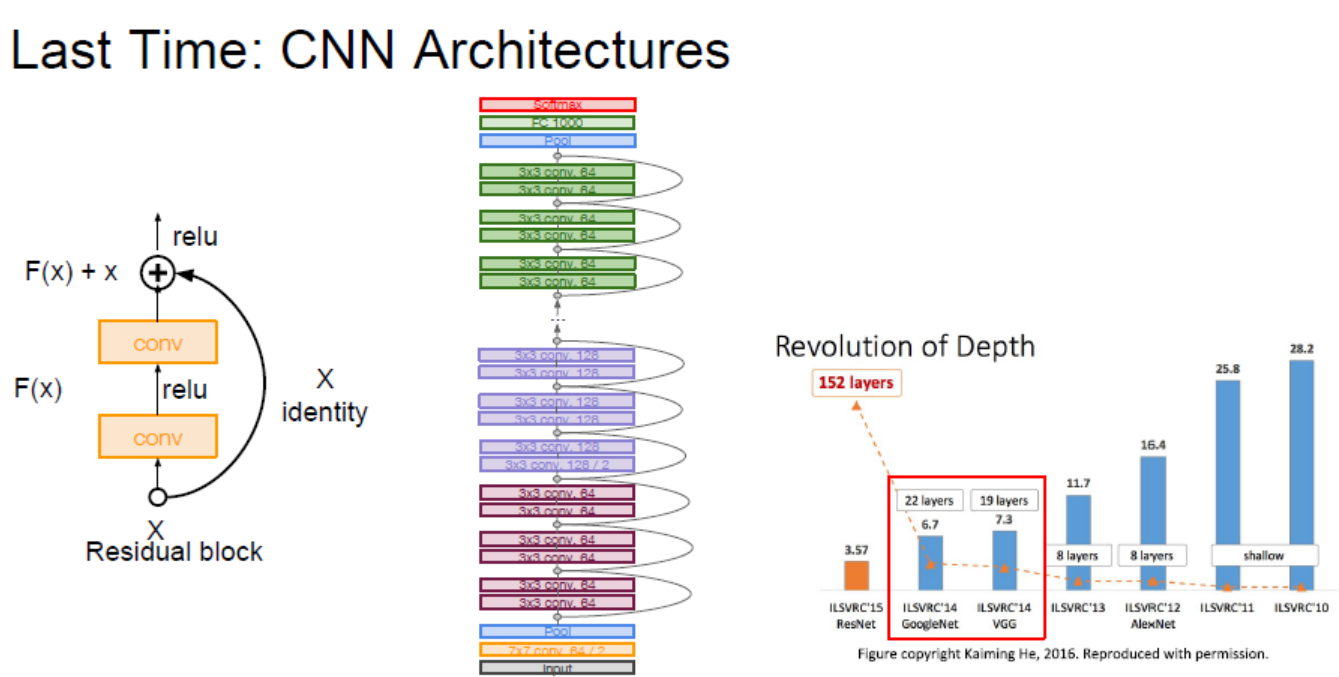 Last Time: CNN Architectures
relu
F(x) + x
conv
F(x)
relu
X
identity
conv
X
Residual block
Softmax
FC 1000
Pool
3x3 conv, 64
3x3 conv, 64
3x3 conv, 64
3x3 conv, 64
3x3 conv, 64
3x3 conv, 64
...
3x3 conv, 128
3x3 conv, 128
3x3 conv, 128
3x3 conv, 128
3x3 conv, 128
3x3 conv, 128 / 2
3x3 conv, 64
3x3 conv, 64
3x3 conv, 64
3x3 conv, 64
3x3 conv, 64
3x3 conv, 64
Pool
7x7 conv, 64 / 2
Input
Revolution of Depth
152 layers
22 layers
19 layers
8 layers
8 layers
shallow
3.57
6.7
7.3
11.7
16.4
25.8
28.2
ILSVRC'15
ResNet
ILSVRC'14
GoogleNet
ILSVRC'14
VGG
ILSVRC'13
ILSVRC'12
AlexNet
ILSVRC'11
ILSVRC'10
Figure copyright Kaiming He, 2016. Reproduced with permission.